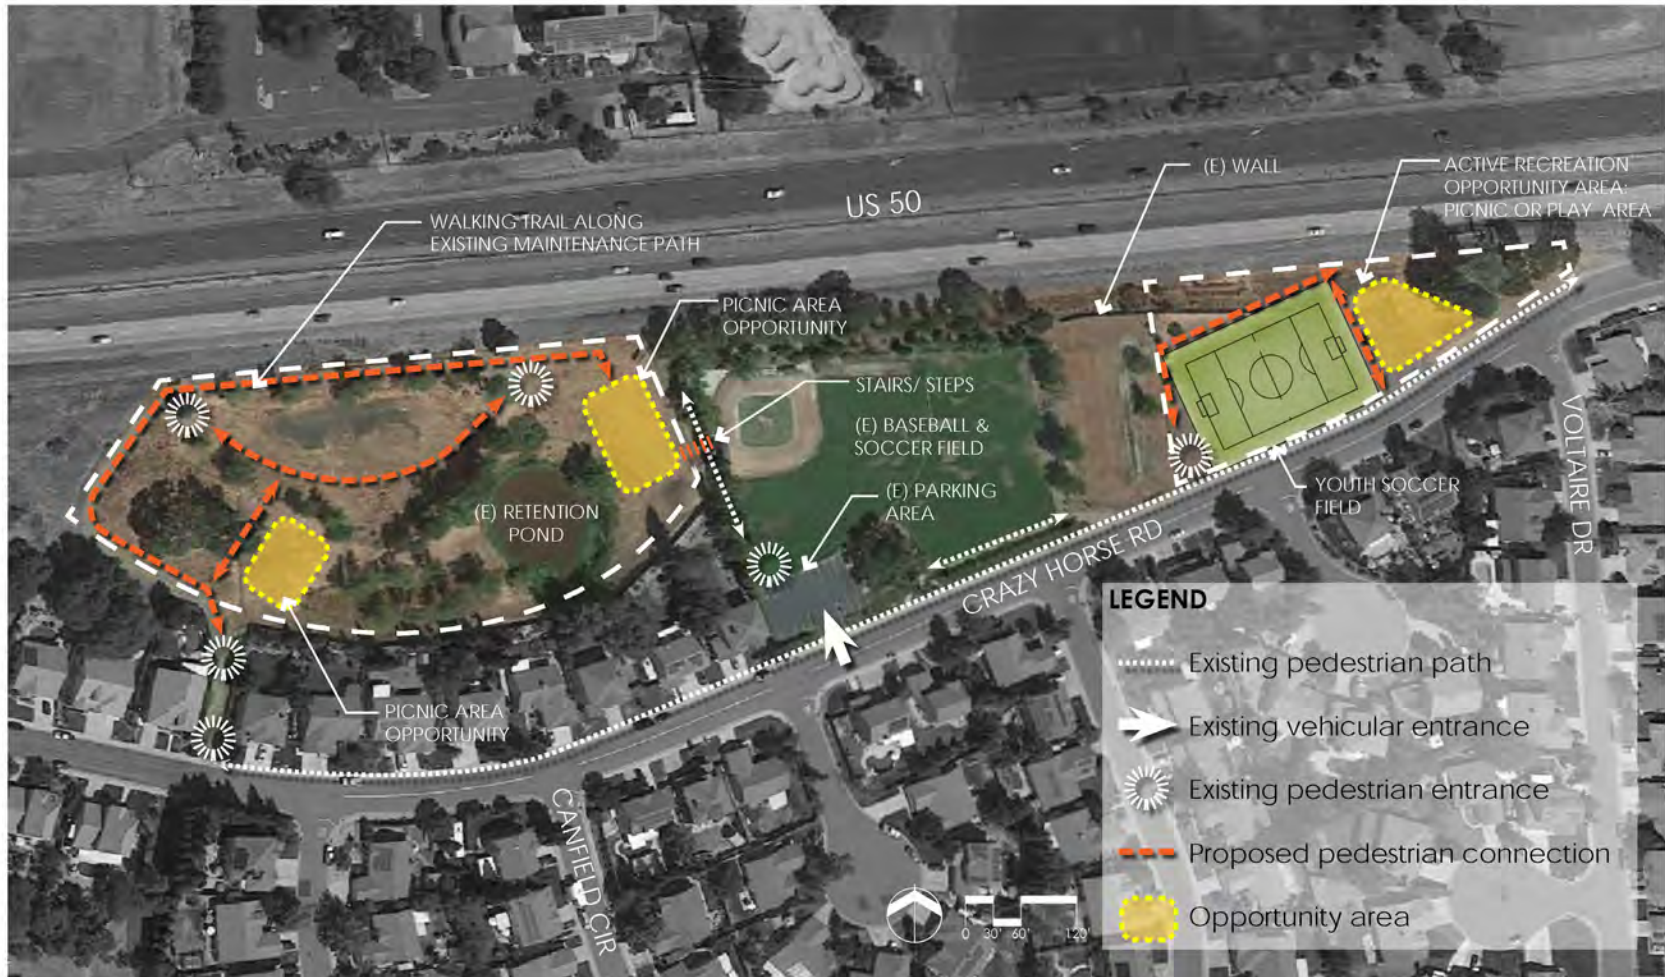 US 50
(E) WALL
ACTIVE RECREATION
OPPORTUNITY AREA:
PICNIC OR PLAY AREA
WALKING TRAIL ALONG
EXISTING MAINTENANCE PATH
PICNIC AREA
OPPORTUNITY
STAIRS/ STEPS
(E) BASEBALL &
SOCCER FIELD
(E) PARKING
AREA
(E) RETENTION
POND
YOUTH SOCCER
FIELD
VOLTAIRE DR
CRAZY HORSE RD
PICNIC AREA
OPPORTUNITY
CANFIELD CIR
LEGEND
Existing pedestrian path
Existing vehicular entrance
Existing pedestrian entrance
Proposed pedestrian connection
Opportunity area
0 30' 60' 120'